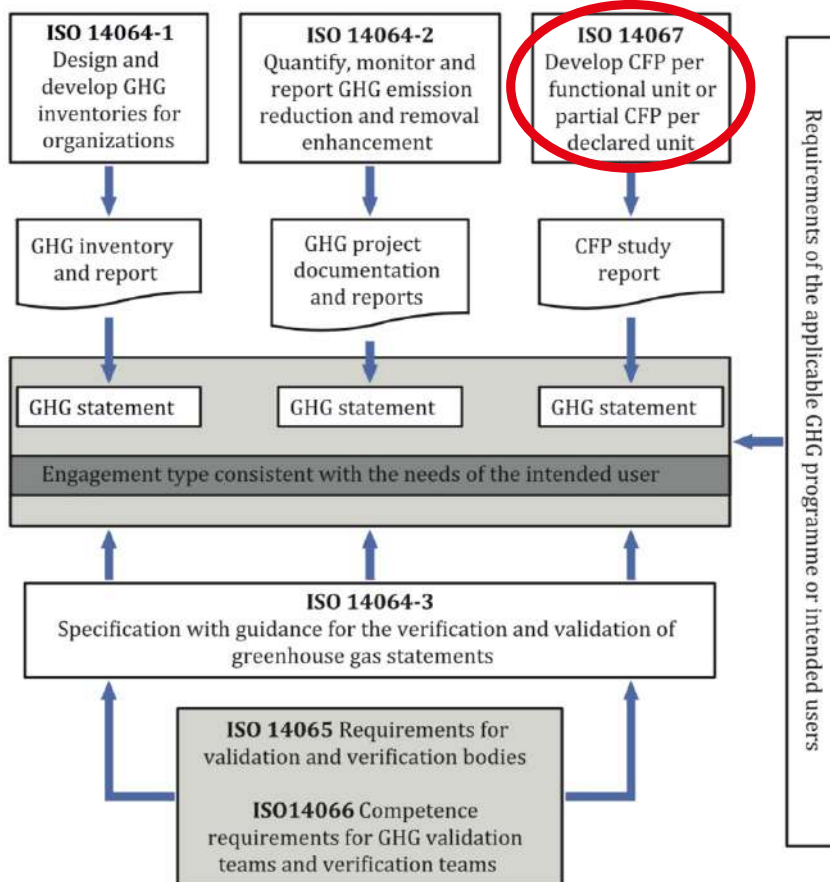 ISO 14064-1
Design and
develop GHG
inventories for
organizations
ISO 14064-2
Quantify, monitor and
report GHG emission
reduction and removal
enhancement
ISO 14067
Develop CFP per
functional unit or
partial CFP per
declared unit
GHG inventory
and report
GHG project
documentation
and reports
CFP study
report
GHG statement
GHG statement
GHG statement
Engagement type consistent with the needs of the intended user
ISO 14064-3
Specification with guidance for the verification and validation of
greenhouse gas statements
ISO 14065 Requirements for
validation and verification bodies
ISO14066 Competence
requirements for GHG validation
teams and verification teams
Requirements of the applicable GHG programme or intended users